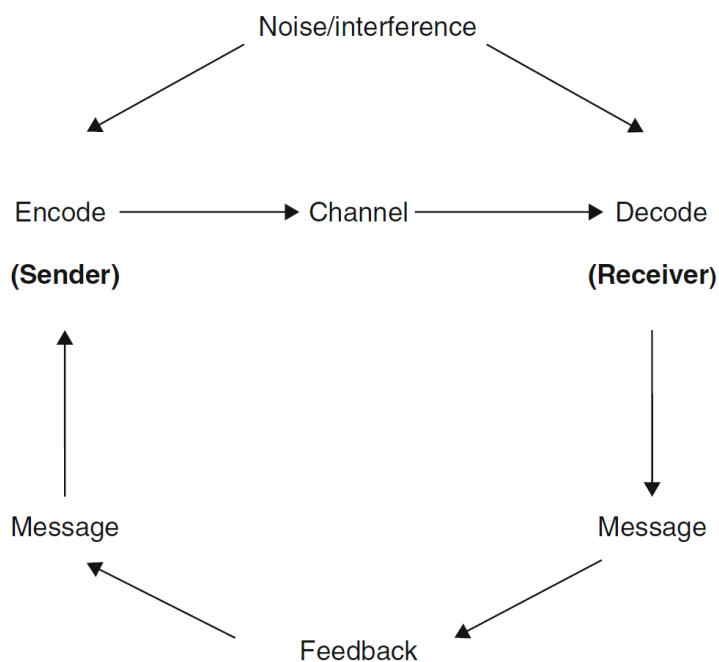 Noise/interference
Encode Channel Decode
(Sender) (Receiver)
Message Message
Feedback